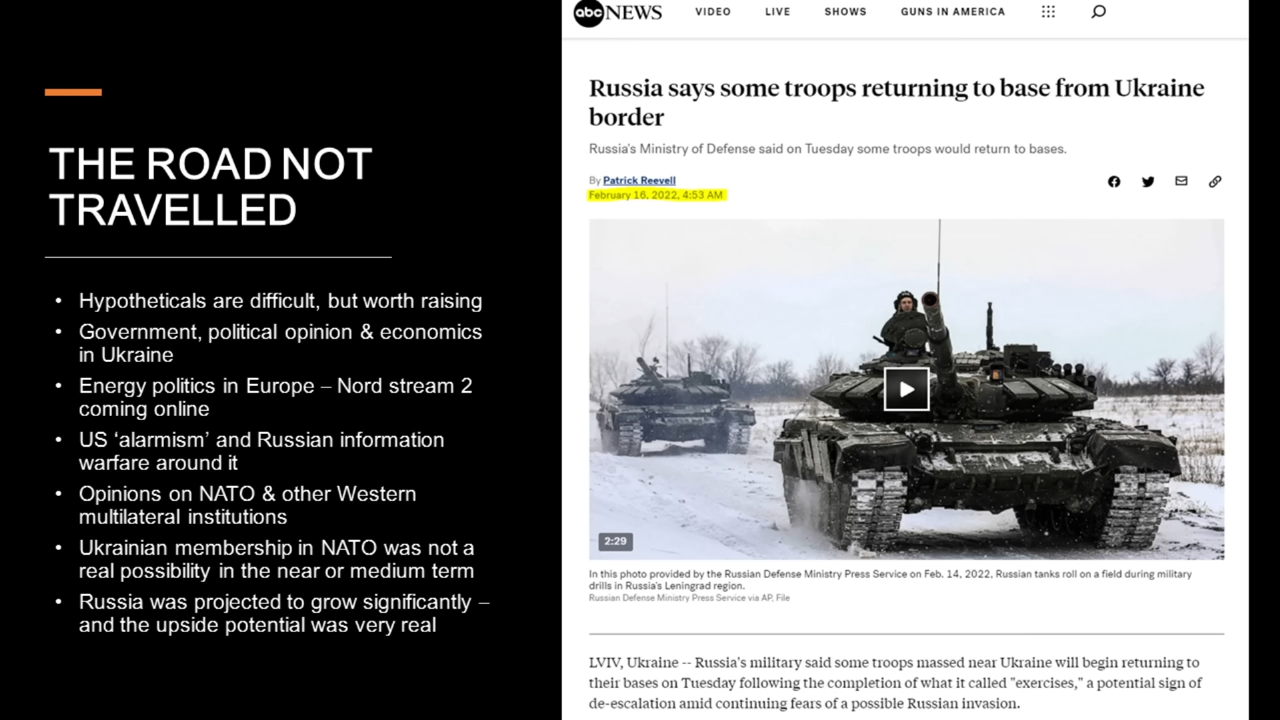 THE ROAD NOT
TRAVELLED
• Hypotheticals are difficult, but worth raising
• Government, political opinion & economics
in Ukraine
• Energy politics in Europe – Nord stream 2
coming online
• US ‘alarmism’ and Russian information
warfare around it
• Opinions on NATO & other Western
multilateral institutions
• Ukrainian membership in NATO was not a
real possibility in the near or medium term
• Russia was projected to grow significantly –
and the upside potential was very real
abc NEWS VIDEO LIVE SHOWS GUNS IN AMERICA
Russia says some troops returning to base from Ukraine
border
Russia's Ministry of Defense said on Tuesday some troops would return to bases.
By Patrick Reevell
February 16, 2022, 4:53 AM
2:29
In this photo provided by the Russian Defense Ministry Press Service on Feb. 14, 2022, Russian tanks roll on a field during military
drills in Russia's Leningrad region.
Russian Defense Ministry Press Service via AP, File
LVIV, Ukraine -- Russia's military said some troops massed near Ukraine will begin returning to
their bases on Tuesday following the completion of what it called "exercises," a potential sign of
de-escalation amid continuing fears of a possible Russian invasion.